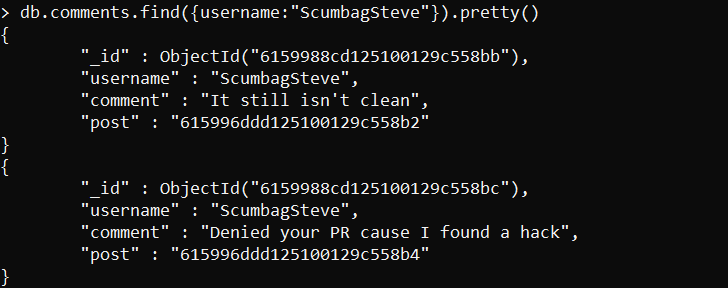 > db.comments.find({username:"ScumbagSteve"}).pretty()
{
        "_id" : ObjectId("6159988cd125100129c558bb"),
        "username" : "ScumbagSteve",
        "comment" : "It still isn't clean",
        "post" : "615996ddd125100129c558b2"
}
{
        "_id" : ObjectId("6159988cd125100129c558bc"),
        "username" : "ScumbagSteve",
        "comment" : "Denied your PR cause I found a hack",
        "post" : "615996ddd125100129c558b4"
}